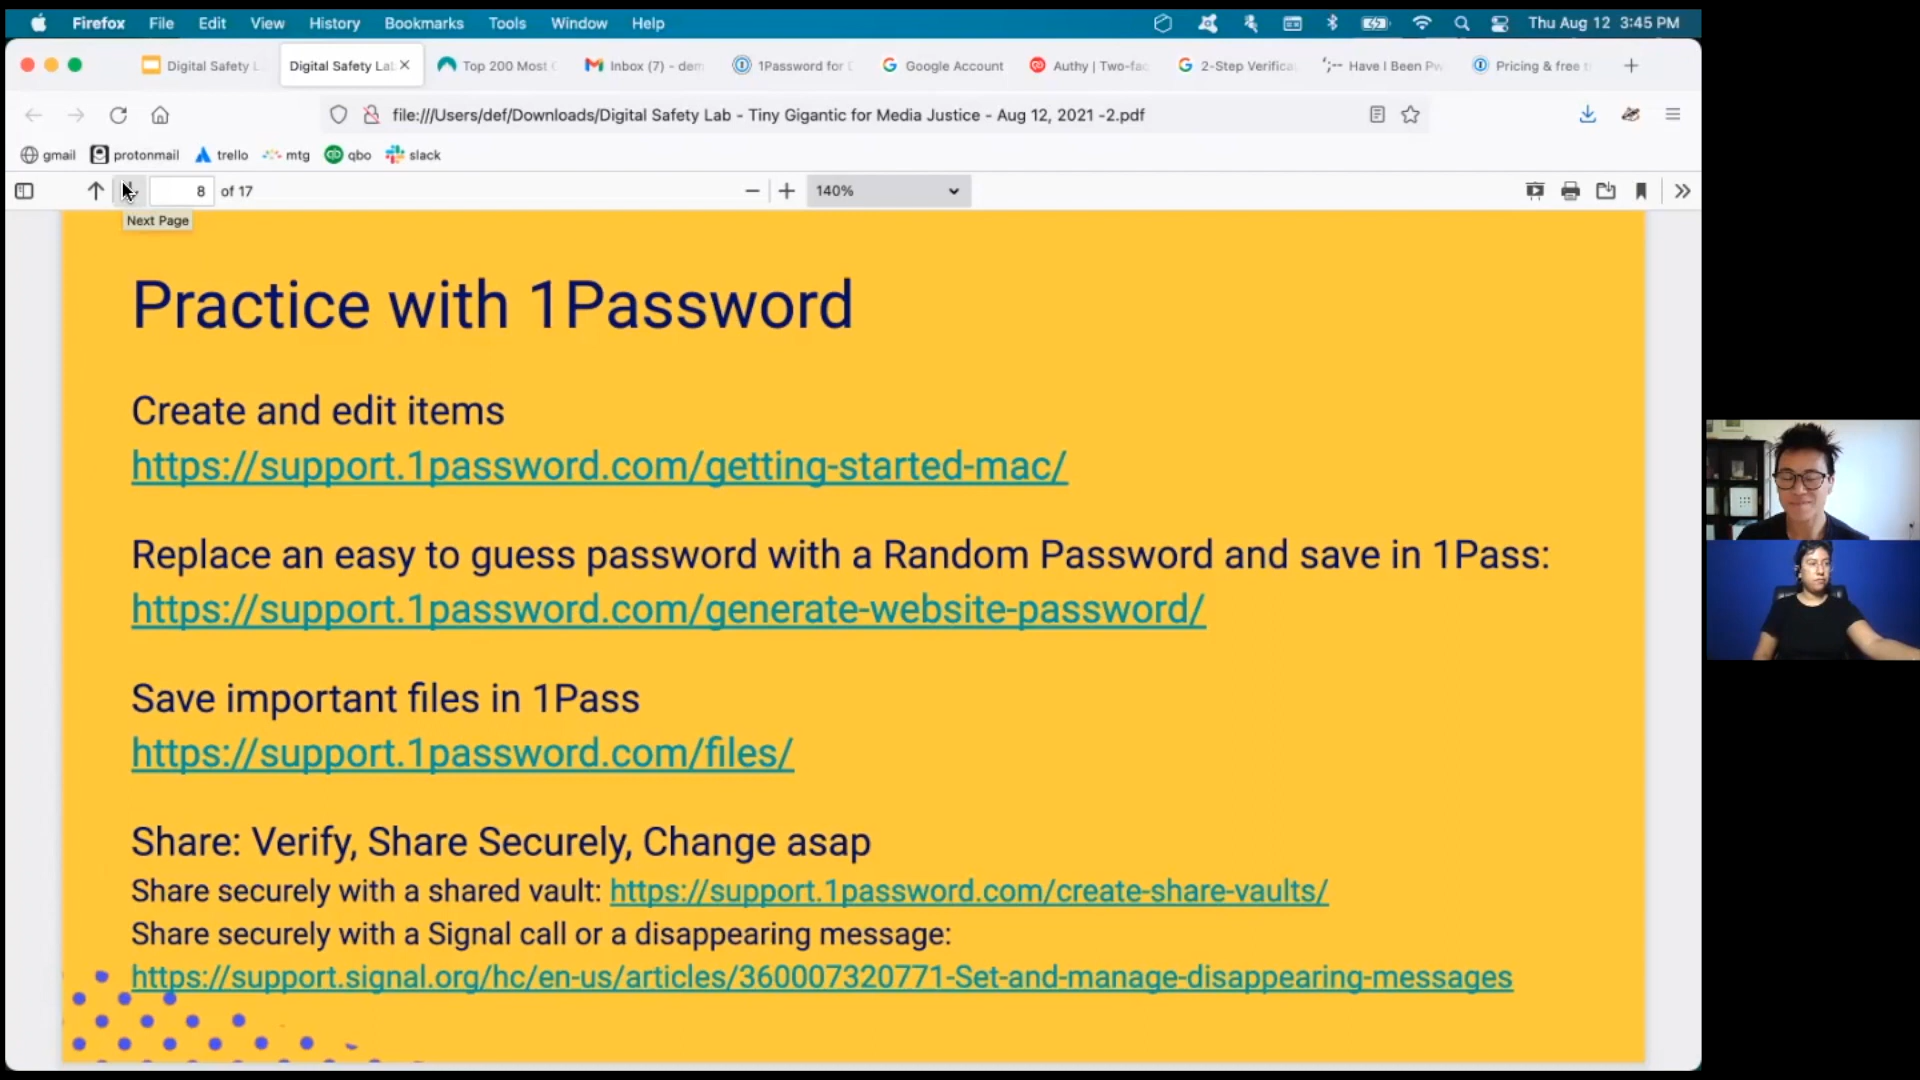 Firefox File Edit View History Bookmarks Tools Window Help Thu Aug 12 3:45 PM
Digital Safety L Digital Safety Lab Top 200 Most Inbox (7) - dem 1Password for Google Account Authy | Two-fac 2-Step Verifica Have I Been Pw Pricing & free
file:///Users/def/Downloads/Digital Safety Lab - Tiny Gigantic for Media Justice - Aug 12, 2021 -2.pdf
gmail protonmail trello mtg qbo slack
8 of 17 140%
Next Page
Practice with 1Password
Create and edit items
https://support.1password.com/getting-started-mac/
Replace an easy to guess password with a Random Password and save in 1Pass:
https://support.1password.com/generate-website-password/
Save important files in 1Pass
https://support.1password.com/files/
Share: Verify, Share Securely, Change asap
Share securely with a shared vault: https://support.1password.com/create-share-vaults/
Share securely with a Signal call or a disappearing message:
https://support.signal.org/hc/en-us/articles/360007320771-Set-and-manage-disappearing-messages